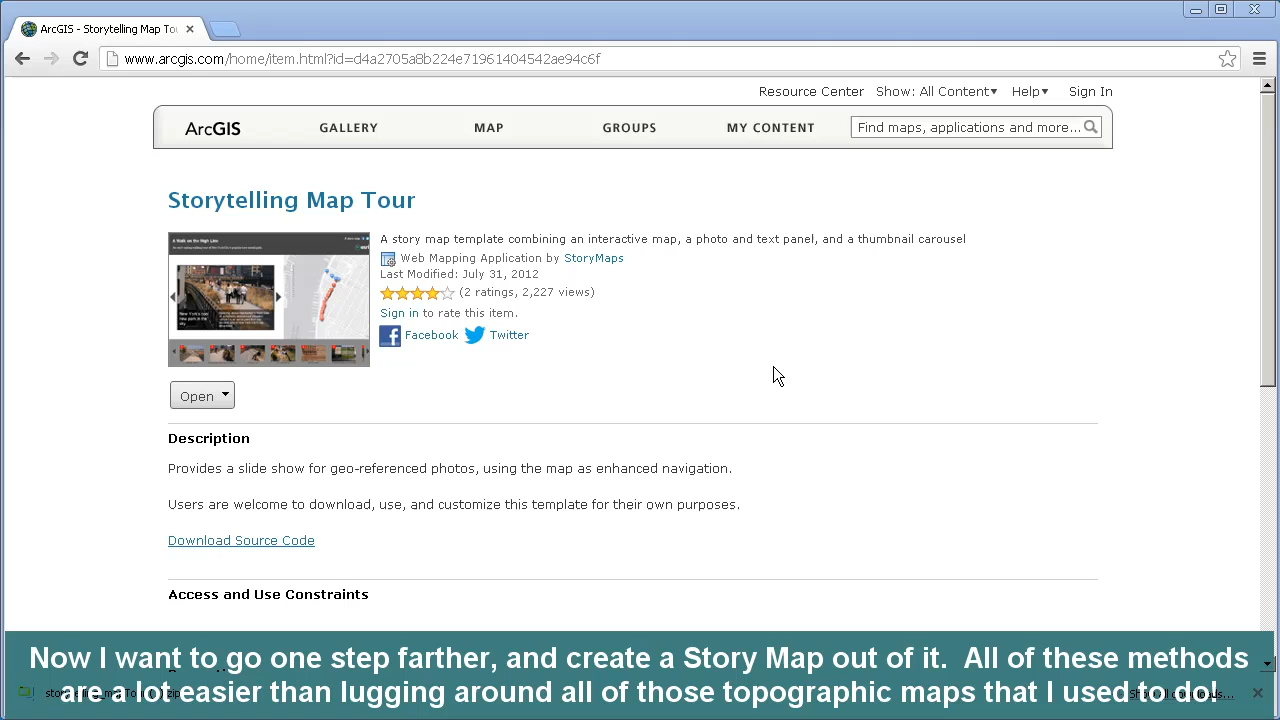 ArcGIS - Storytelling Map To
www.arcgis.com/home/item.html?id=d4a2705a8b224e71961404542ae94c6f
Resource Center Show: All Content Help Sign In
ArcGIS GALLERY MAP GROUPS MY CONTENT Find maps, applications and more...
Storytelling Map Tour
A story map combining an interactive map, photo and text panel, and a thumbnail carousel
Web Mapping Application by StoryMaps
Last Modified: July 31, 2012
(2 ratings, 2,227 views)
Sign in to rate
Facebook Twitter
A Walk on the High Line
esri
Open
Description
Provides a slide show for geo-referenced photos, using the map as enhanced navigation.
Users are welcome to download, use, and customize this template for their own purposes.
Download Source Code
Access and Use Constraints
Now I want to go one step farther, and create a Story Map out of it. All of these methods
are a lot easier than lugging around all of those topographic maps that I used to do!